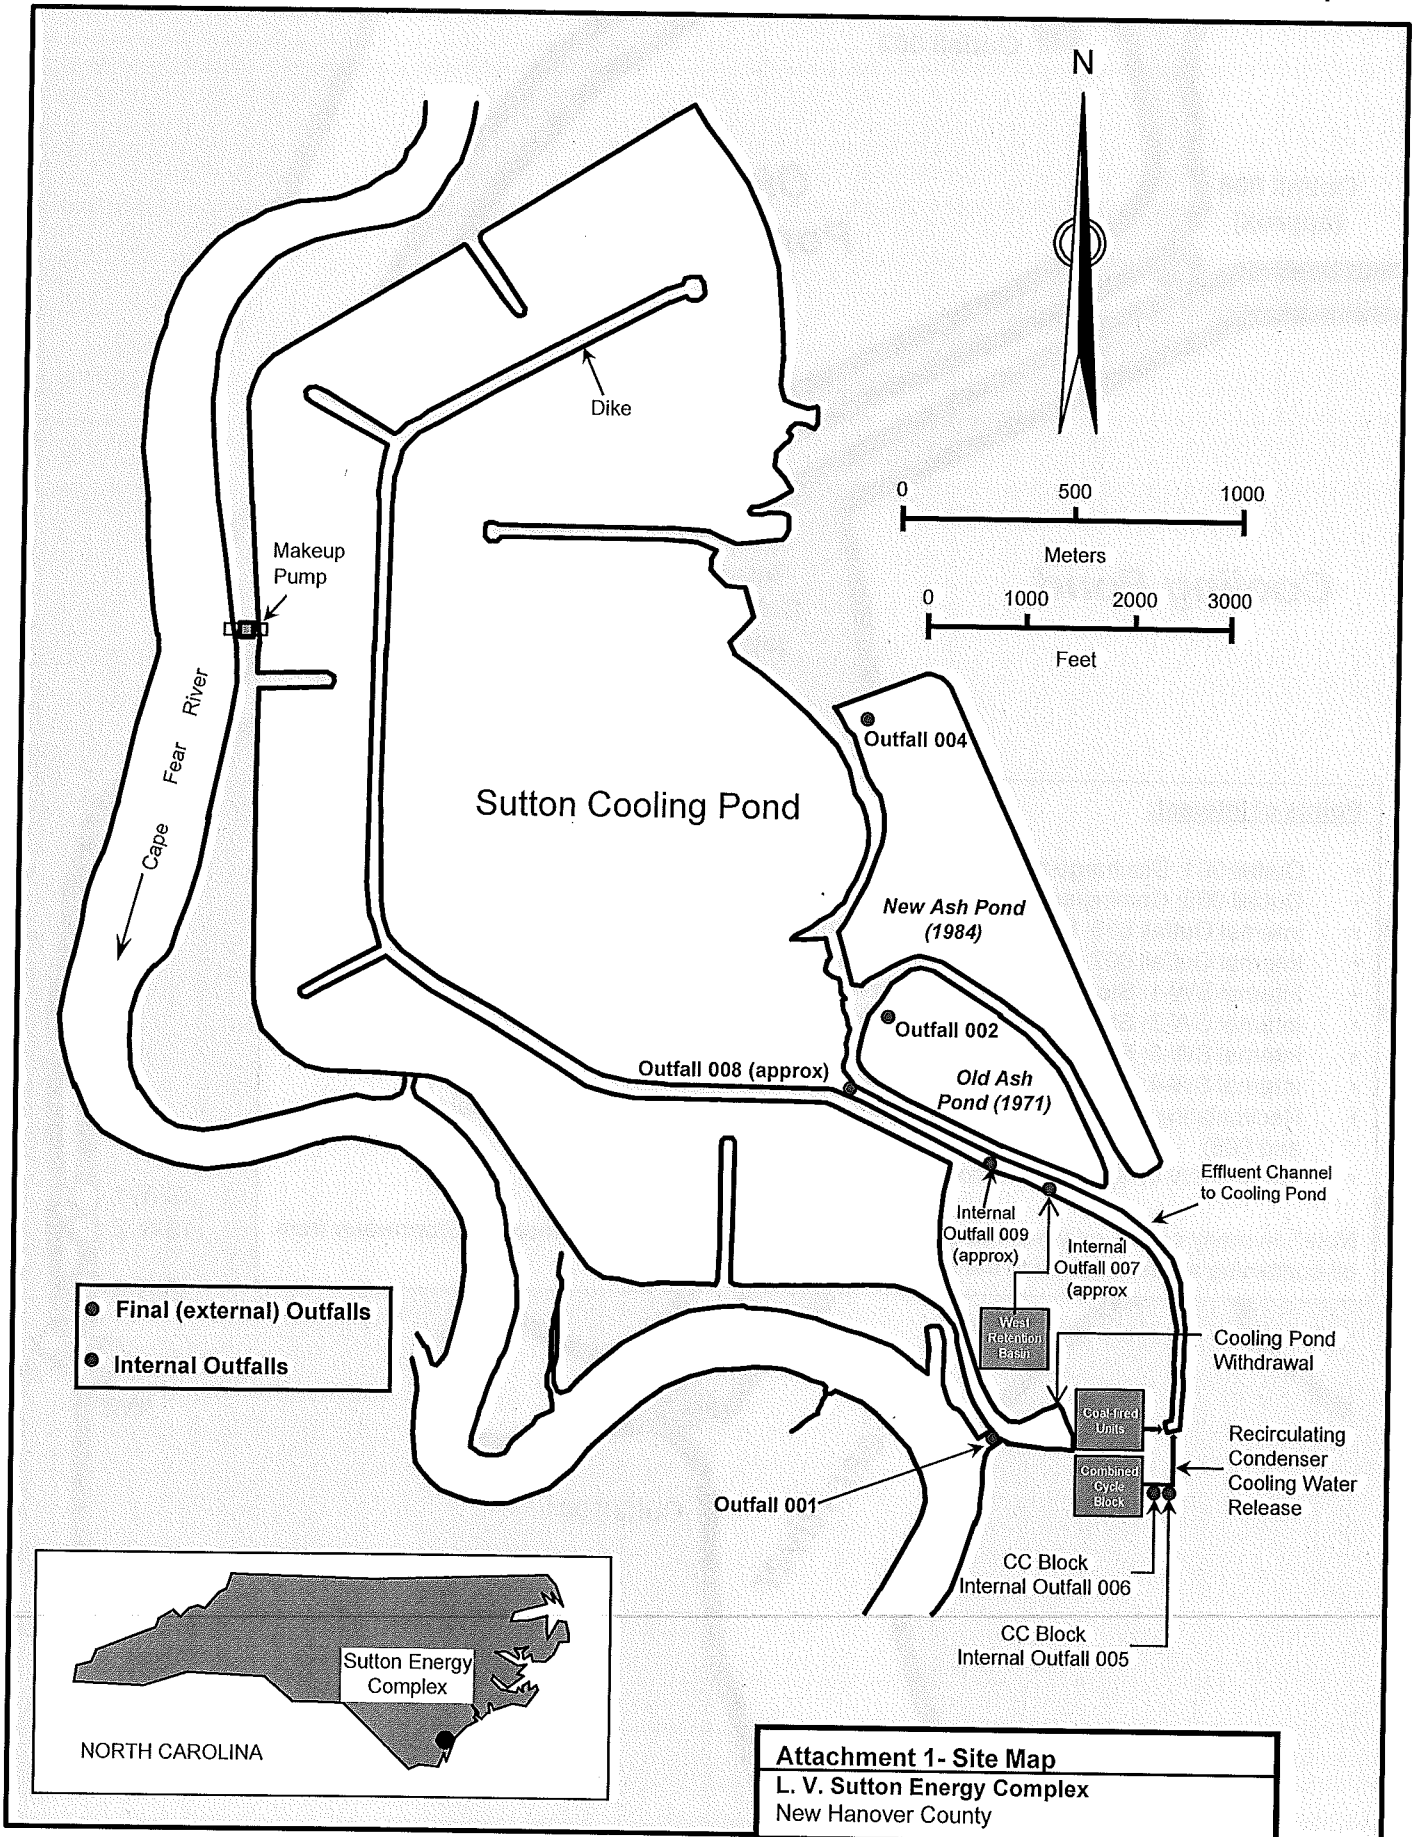 N
0 500 1000
Meters
0 1000 2000 3000
Feet
Dike
Makeup
Pump
Cape Fear River
Sutton Cooling Pond
Outfall 004
New Ash Pond
(1984)
Outfall 002
Old Ash
Pond (1971)
Outfall 008 (approx)
Effluent Channel
to Cooling Pond
Internal
Outfall 009
(approx)
Internal
Outfall 007
(approx
West
Retention
Basin
Cooling Pond
Withdrawal
Coal-fired
Units
Combined
Cycle
Block
Recirculating
Condenser
Cooling Water
Release
Outfall 001
CC Block
Internal Outfall 006
CC Block
Internal Outfall 005
Final (external) Outfalls
Internal Outfalls
Sutton Energy
Complex
NORTH CAROLINA
Attachment 1- Site Map
L. V. Sutton Energy Complex
New Hanover County